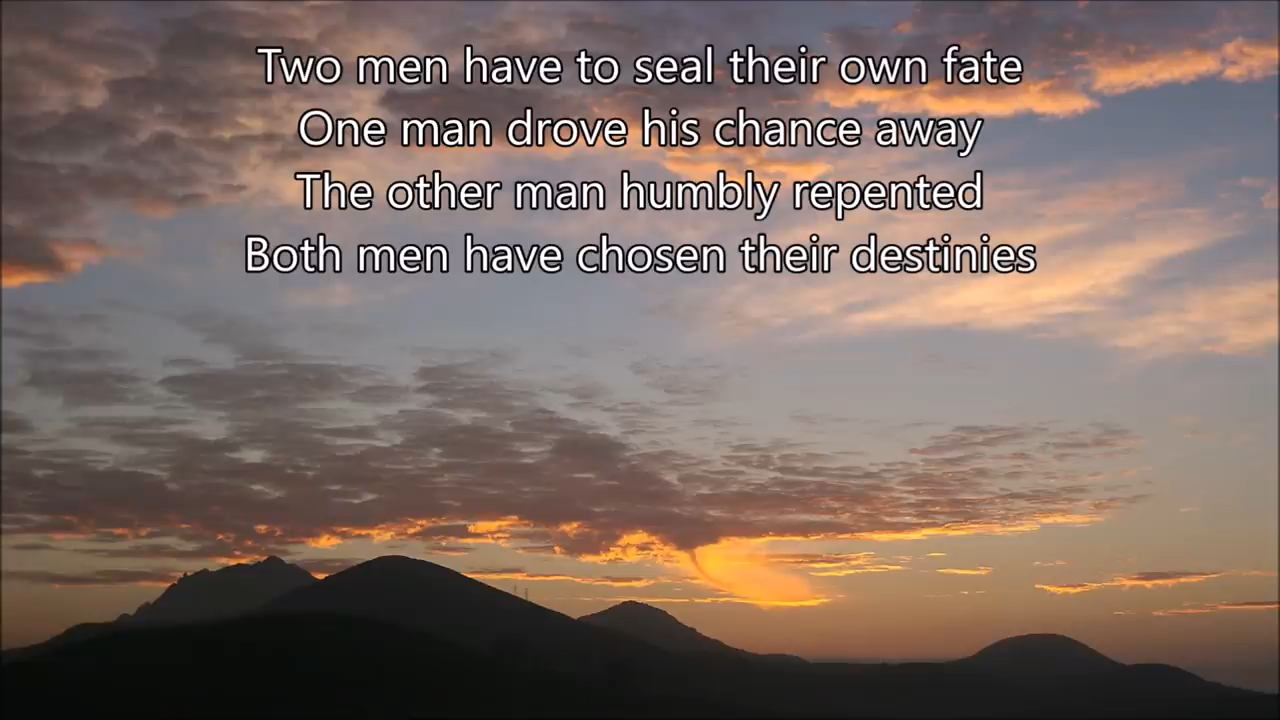 Two men have to seal their own fate
One man drove his chance away
The other man humbly repented
Both men have chosen their destinies